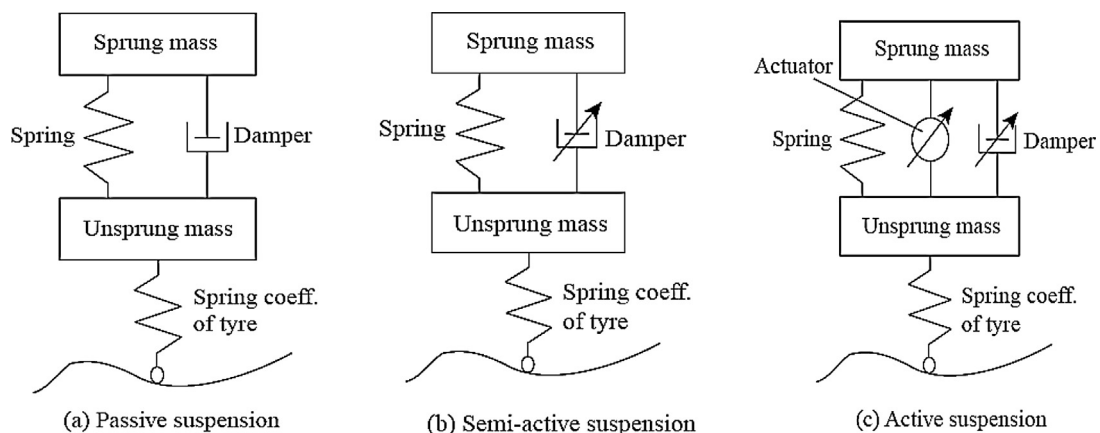 Sprung mass
Spring
Damper
Unsprung mass
Spring coeff.
of tyre
(a) Passive suspension
Sprung mass
Spring
Damper
Unsprung mass
Spring coeff.
of tyre
(b) Semi-active suspension
Sprung mass
Actuator
Spring
Damper
Unsprung mass
Spring coeff.
of tyre
(c) Active suspension